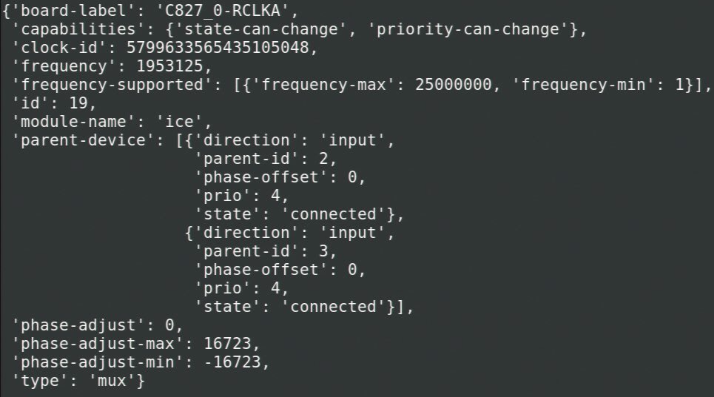 {'board-label': 'C827_0-RCLKA',
 'capabilities': {'state-can-change', 'priority-can-change'},
 'clock-id': 5799633565435105048,
 'frequency': 1953125,
 'frequency-supported': [{'frequency-max': 25000000, 'frequency-min': 1}],
 'id': 19,
 'module-name': 'ice',
 'parent-device': [{'direction': 'input',
                    'parent-id': 2,
                    'phase-offset': 0,
                    'prio': 4,
                    'state': 'connected'},
                   {'direction': 'input',
                    'parent-id': 3,
                    'phase-offset': 0,
                    'prio': 4,
                    'state': 'connected'}],
 'phase-adjust': 0,
 'phase-adjust-max': 16723,
 'phase-adjust-min': -16723,
 'type': 'mux'}